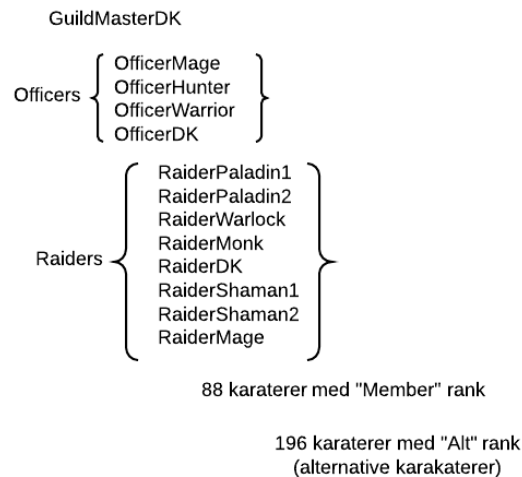 GuildMasterDK
Officers
OfficerMage
OfficerHunter
OfficerWarrior
OfficerDK
Raiders
RaiderPaladin1
RaiderPaladin2
RaiderWarlock
RaiderMonk
RaiderDK
RaiderShaman1
RaiderShaman2
RaiderMage
88 karaterer med "Member" rank
196 karaterer med "Alt" rank
(alternative karakaterer)